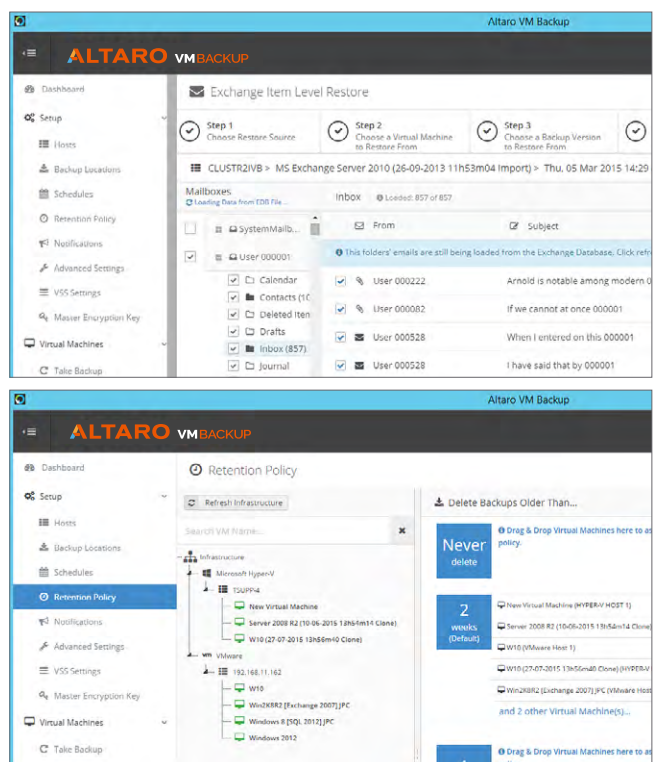 Altaro VM Backup
ALTARO VMBACKUP
Dashboard
Setup
Hosts
Backup Locations
Schedules
Retention Policy
Notifications
Advanced Settings
VSS Settings
Master Encryption Key
Virtual Machines
Take Backup
Exchange Item Level Restore
Step 1
Choose Restore Source
Step 2
Choose a Virtual Machine
to Restore From
Step 3
Choose a Backup Version
to Restore From
CLUSTR2IVB > MS Exchange Server 2010 (26-09-2013 11h53m04 Import) > Thu, 05 Mar 2015 14:29
Mailboxes
Loading Data from EDB File...
SystemMailb...
User 000001
Calendar
Contacts (10
Deleted Iten
Drafts
Inbox (857)
Journal
Inbox Loaded: 857 of 857
From Subject
This folders' emails are still being loaded from the Exchange Database. Click refr
User 000222 Arnold is notable among modern 0
User 000082 If we cannot at once 000001
User 000528 When I entered on this 000001
User 000528 I have said that by 000001
Altaro VM Backup
ALTARO VMBACKUP
Dashboard
Setup
Hosts
Backup Locations
Schedules
Retention Policy
Notifications
Advanced Settings
VSS Settings
Master Encryption Key
Virtual Machines
Take Backup
Retention Policy
Refresh Infrastructure
Search VM Name...
Infrastructure
Microsoft Hyper-V
TSUPP-4
New Virtual Machine
Server 2008 R2 (10-06-2015 13h54m14 Clone)
W10 (27-07-2015 13h56m40 Clone)
vm VMware
192.168.11.162
W10
Win2K8R2 [Exchange 2007] JPC
Windows 8 [SQL 2012] JPC
Windows 2012
Delete Backups Older Than...
Never
delete
Drag & Drop Virtual Machines here to as
policy.
2
weeks
(Default)
New Virtual Machine (HYPER-V HOST 1)
Server 2008 R2 (10-06-2015 13h54m14 Clone)
W10 (VMware Host 1)
W10 (27-07-2015 13h56m40 Clone) (HYPER-V
Win2K8R2 [Exchange 2007] JPC (VMware Host
and 2 other Virtual Machine(s)...
Drag & Drop Virtual Machines here to as